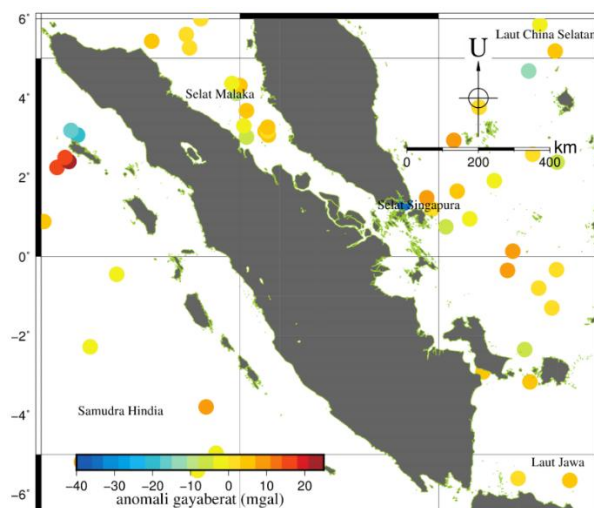 6°
Laut China Selatan
U
4°
Selat Malaka
km
0 200 400
2°
Selat Singapura
0°
−2°
−4°
Samudra Hindia
Laut Jawa
−40 −30 −20 −10 0 10 20
anomali gayaberat (mgal)
−6°